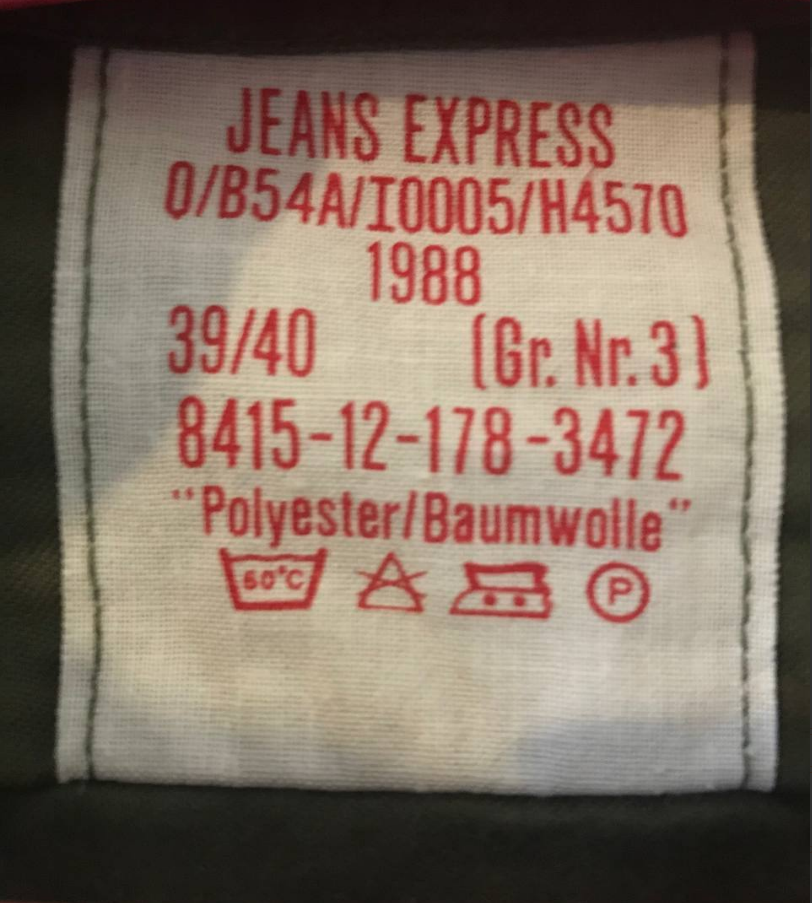 JEANS EXPRESS
0/B54A/I0005/H4570
1988
39/40 (Gr. Nr. 3)
8415-12-178-3472
"Polyester/Baumwolle"
60°C P